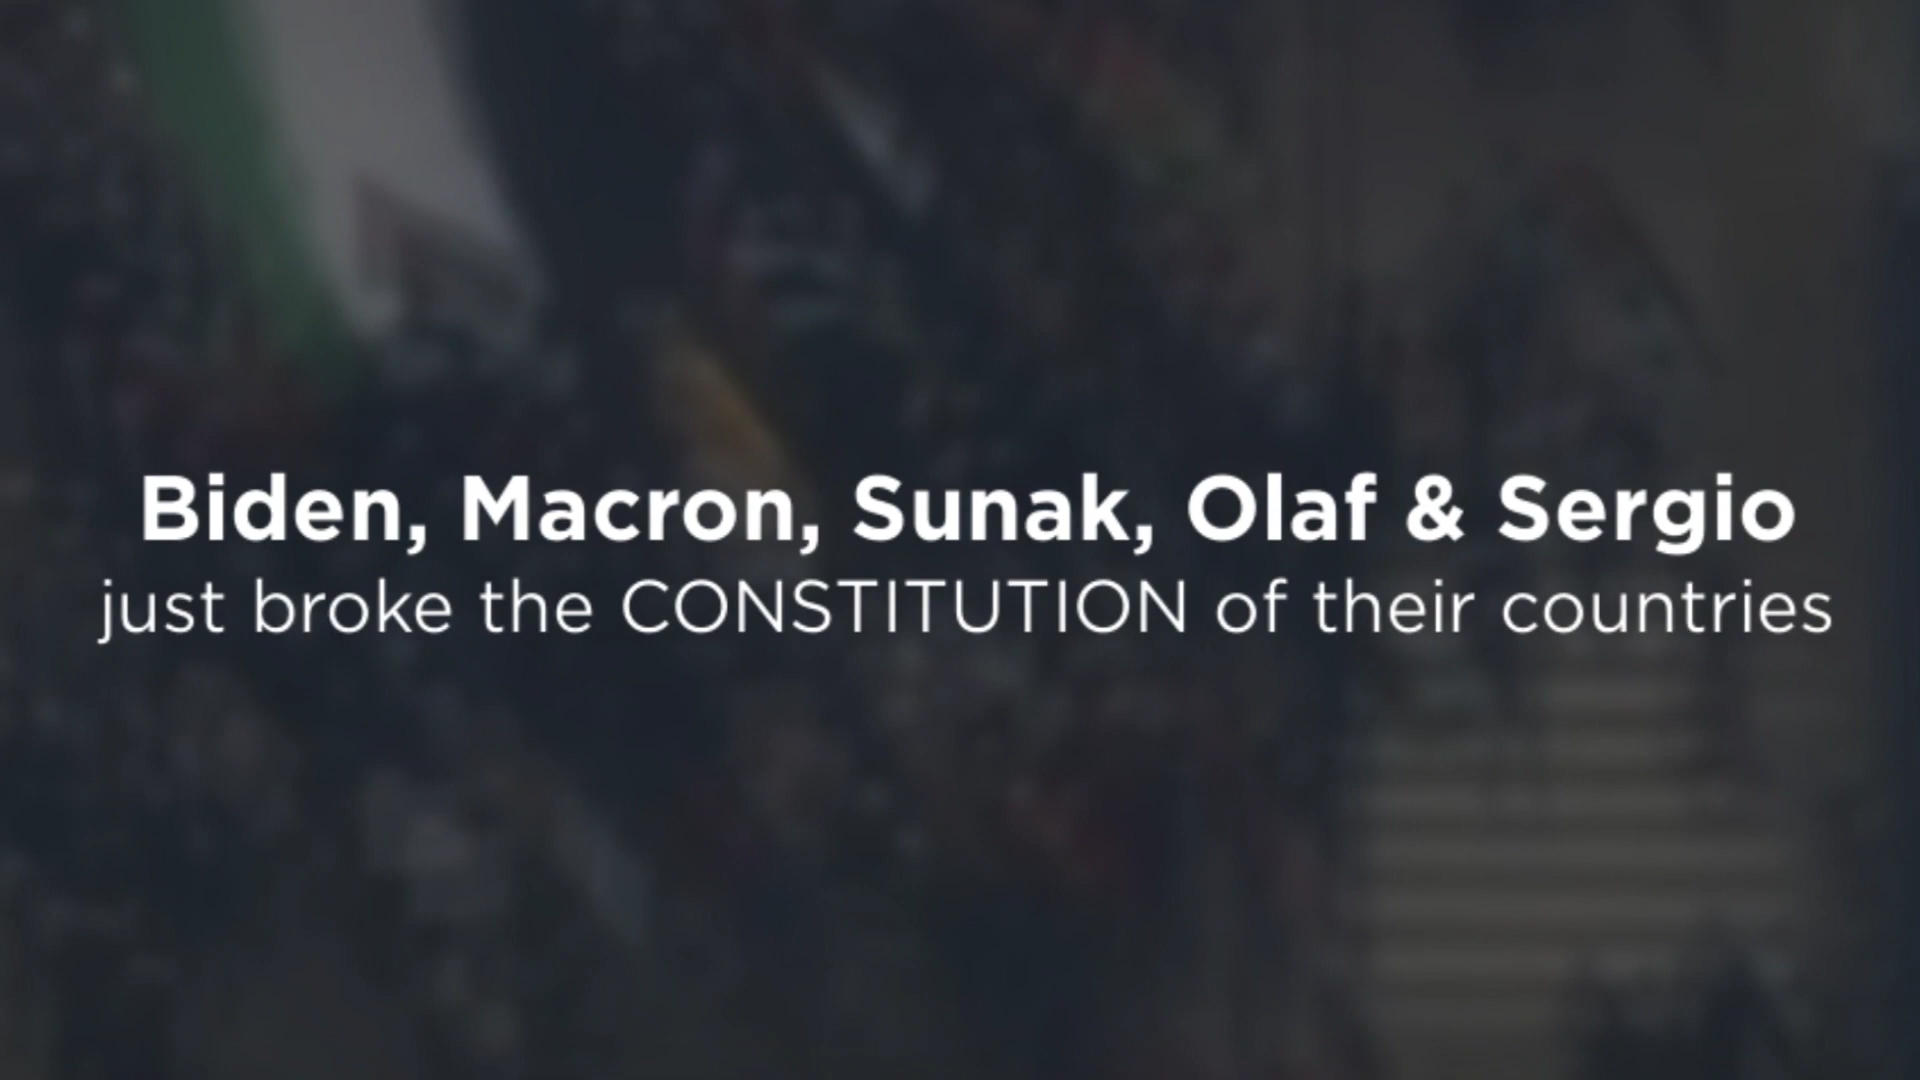 Biden, Macron, Sunak, Olaf & Sergio
just broke the CONSTITUTION of their countries